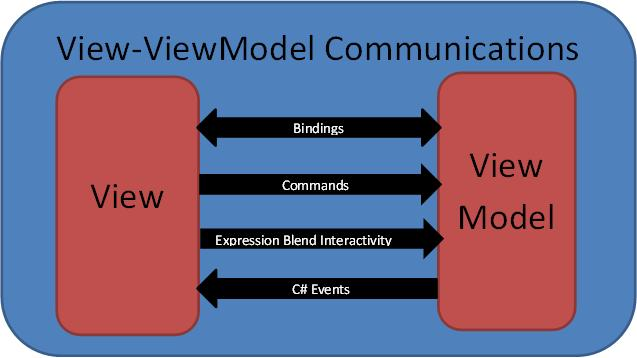 View-ViewModel Communications
View
Bindings
Commands
Expression Blend Interactivity
C# Events
View
Model